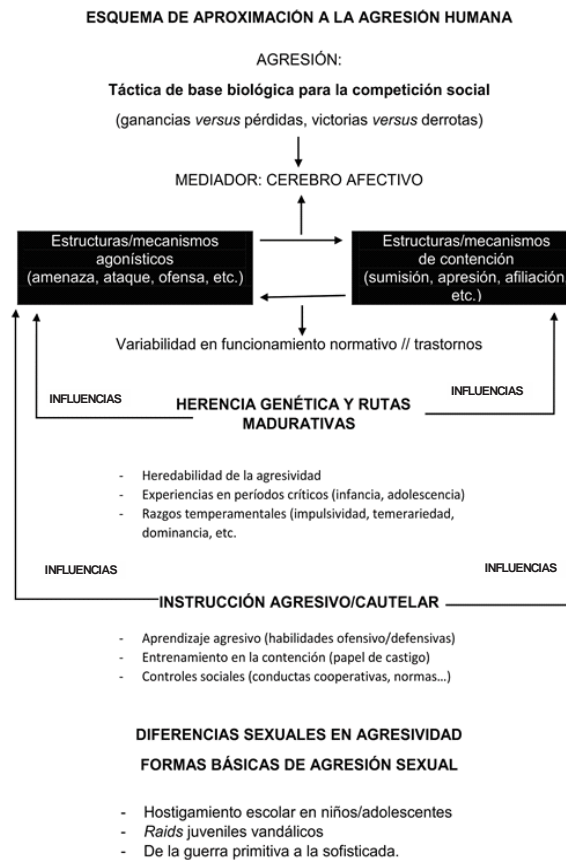 ESQUEMA DE APROXIMACIÓN A LA AGRESIÓN HUMANA
AGRESIÓN:
Táctica de base biológica para la competición social
(ganancias versus pérdidas, victorias versus derrotas)
MEDIADOR: CEREBRO AFECTIVO
Estructuras/mecanismos
agonísticos
(amenaza, ataque, ofensa, etc.)
Estructuras/mecanismos
de contención
(sumisión, apresión, afiliación
etc.)
Variabilidad en funcionamiento normativo // trastornos
INFLUENCIAS
HERENCIA GENÉTICA Y RUTAS
MADURATIVAS
INFLUENCIAS
- Heredabilidad de la agresividad
- Experiencias en períodos críticos (infancia, adolescencia)
- Razgos temperamentales (impulsividad, temerariedad,
dominancia, etc.
INFLUENCIAS
INFLUENCIAS
INSTRUCCIÓN AGRESIVO/CAUTELAR
- Aprendizaje agresivo (habilidades ofensivo/defensivas)
- Entrenamiento en la contención (papel de castigo)
- Controles sociales (conductas cooperativas, normas…)
DIFERENCIAS SEXUALES EN AGRESIVIDAD
FORMAS BÁSICAS DE AGRESIÓN SEXUAL
- Hostigamiento escolar en niños/adolescentes
- Raids juveniles vandálicos
- De la guerra primitiva a la sofisticada.